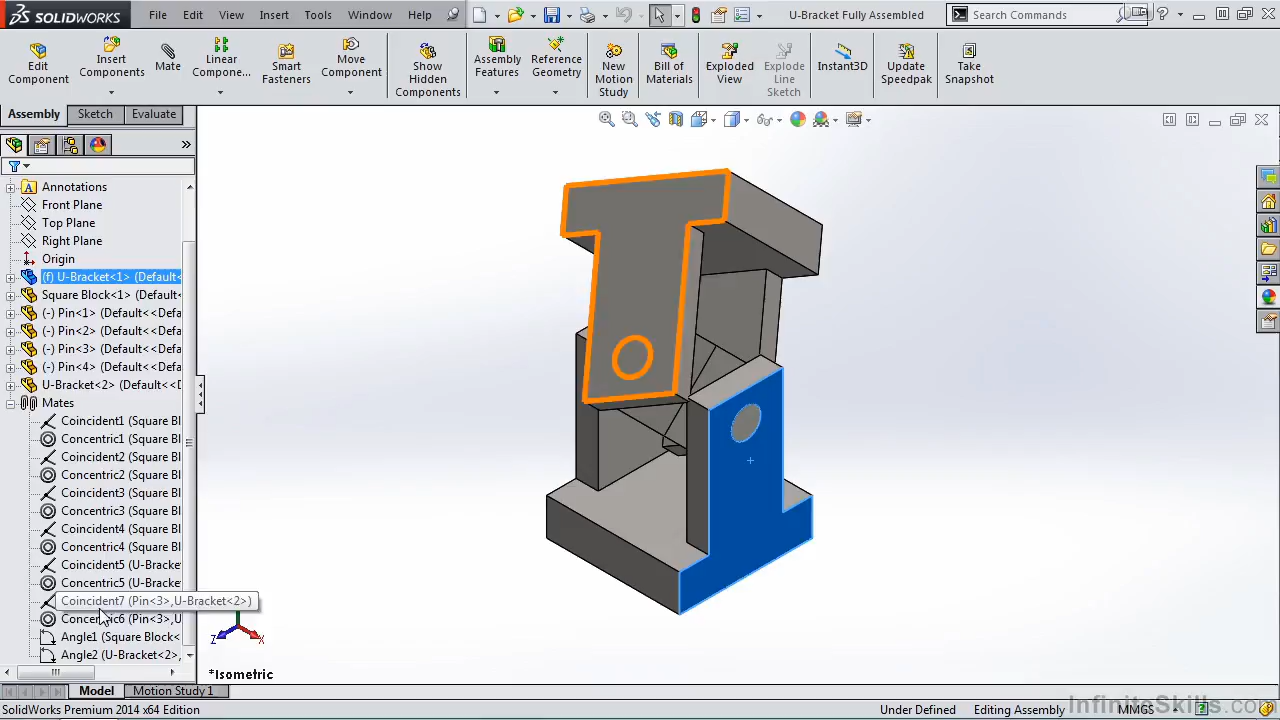 SOLIDWORKS File Edit View Insert Tools Window Help U-Bracket Fully Assembled Search Commands
Edit Component
Insert Components
Mate
Linear Compone...
Smart Fasteners
Move Component
Show Hidden Components
Assembly Features
Reference Geometry
New Motion Study
Bill of Materials
Exploded View
Explode Line Sketch
Instant3D
Update Speedpak
Take Snapshot
Assembly Sketch Evaluate
Annotations
Front Plane
Top Plane
Right Plane
Origin
(f) U-Bracket<1> (Default<
Square Block<1> (Default<
(-) Pin<1> (Default<<Defa
(-) Pin<2> (Default<<Defa
(-) Pin<3> (Default<<Defa
(-) Pin<4> (Default<<Defa
U-Bracket<2> (Default<<D
Mates
Coincident1 (Square Bl
Concentric1 (Square Bl
Coincident2 (Square Bl
Concentric2 (Square Bl
Coincident3 (Square Bl
Concentric3 (Square Bl
Coincident4 (Square Bl
Concentric4 (Square Bl
Coincident5 (U-Bracke
Concentric5 (U-Bracke
Coincident7 (Pin<3>,U-Bracket<2>)
Concentric6 (Pin<3>,U
Angle1 (Square Block<
Angle2 (U-Bracket<2>,
Z X
*Isometric
Model Motion Study 1
InfiniteSkills.com
SolidWorks Premium 2014 x64 Edition Under Defined Editing Assembly MMGS